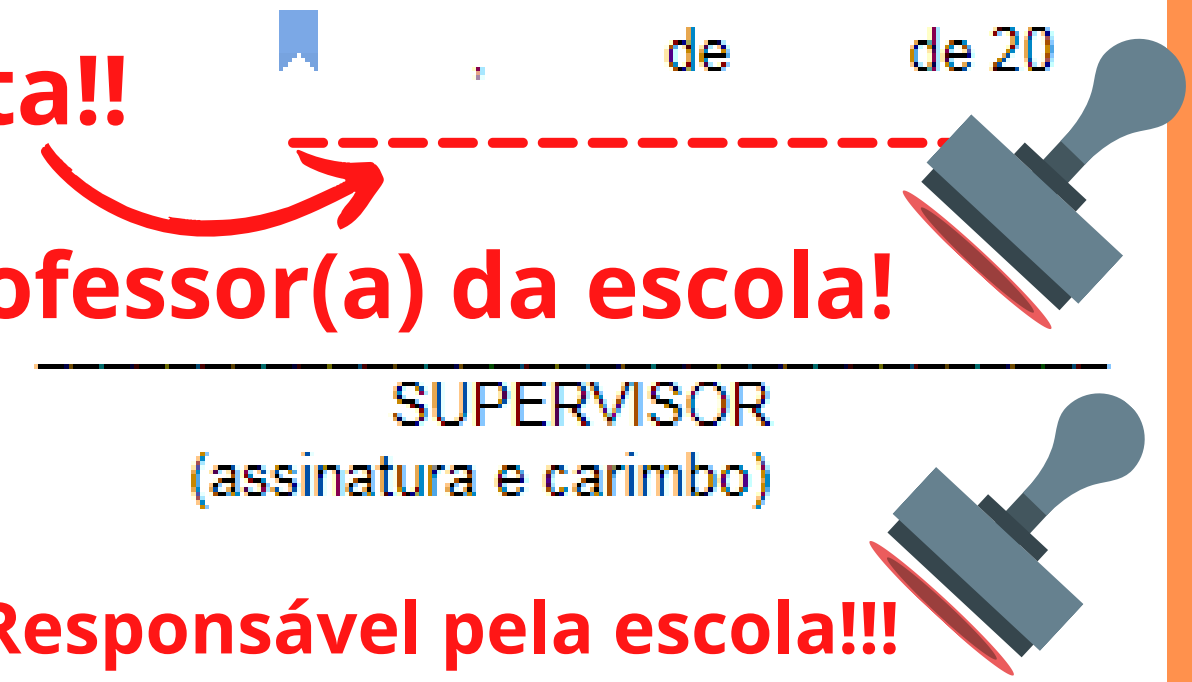 , de de 20
ta!!
ofessor(a) da escola!
SUPERVISOR
(assinatura e carimbo)
Responsável pela escola!!!